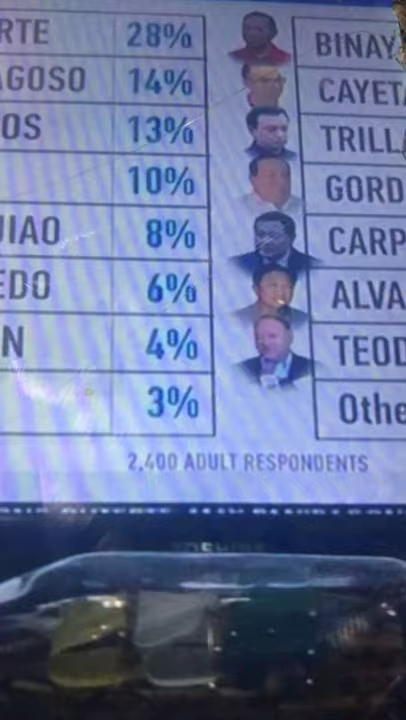 RTE 28% BINAY
AGOSO 14% CAYETA
OS 13% TRILL
10% GORD
UIAO 8% CARP
EDO 6% ALVA
N 4% TEOD
3% Othe
2,400 ADULT RESPONDENTS
TOSHIBA